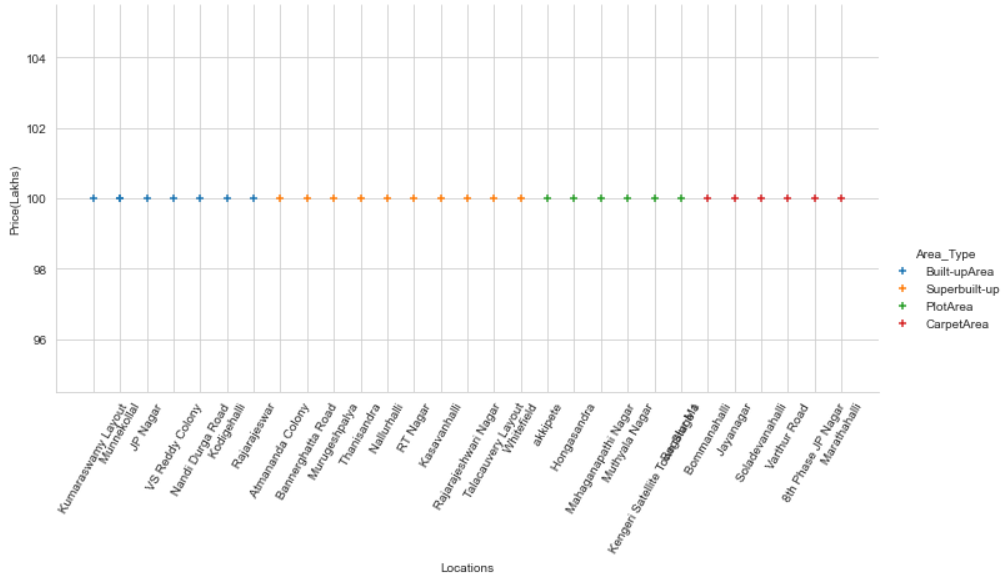 104
102
100
98
96
Price(Lakhs)
Kumaraswamy Layout
Munnekollal
JP Nagar
VS Reddy Colony
Nandi Durga Road
Kodigehalli
Rajarajeswar
Atmananda Colony
Bannerghatta Road
Murugeshpalya
Thanisandra
Nallurhalli
RT Nagar
Kasavanhalli
Rajarajeshwari Nagar
Talacauvery Layout
Whitefield
akkipete
Hongasandra
Mahaganapathi Nagar
Muthyala Nagar
Kengeri Satellite
Bommanahalli
Jayanagar
Soladevanahalli
Varthur Road
8th Phase JP Nagar
Marathahalli
Locations
Area_Type
Built-upArea
Superbuilt-up
PlotArea
CarpetArea